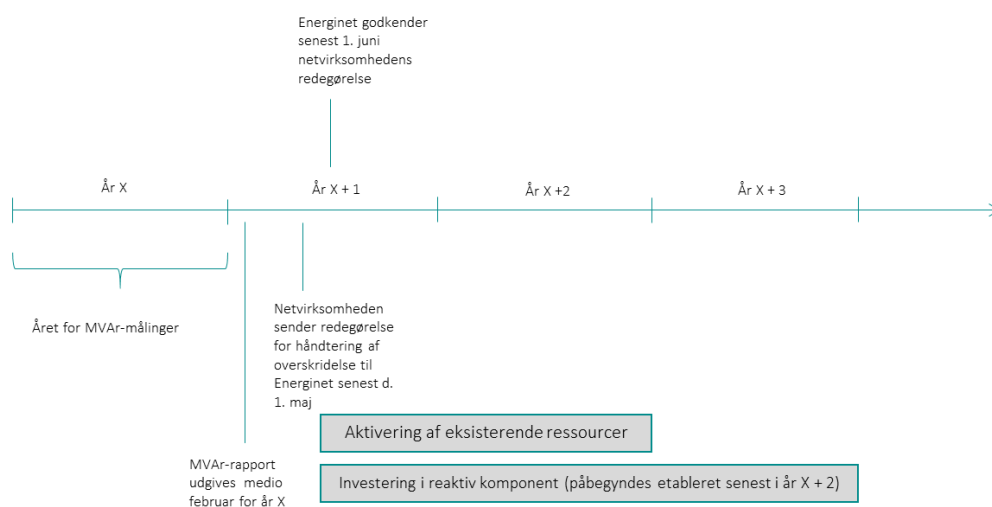 Energinet godkender
senest 1. juni
netvirksomhedens
redegørelse
År X
År X + 1
År X +2
År X + 3
Året for MVAr-målinger
Netvirksomheden
sender redegørelse
for håndtering af
overskridelse til
Energinet senest d.
1. maj
MVAr-rapport
udgives medio
februar for år X
Aktivering af eksisterende ressourcer
Investering i reaktiv komponent (påbegyndes etableret senest i år X + 2)